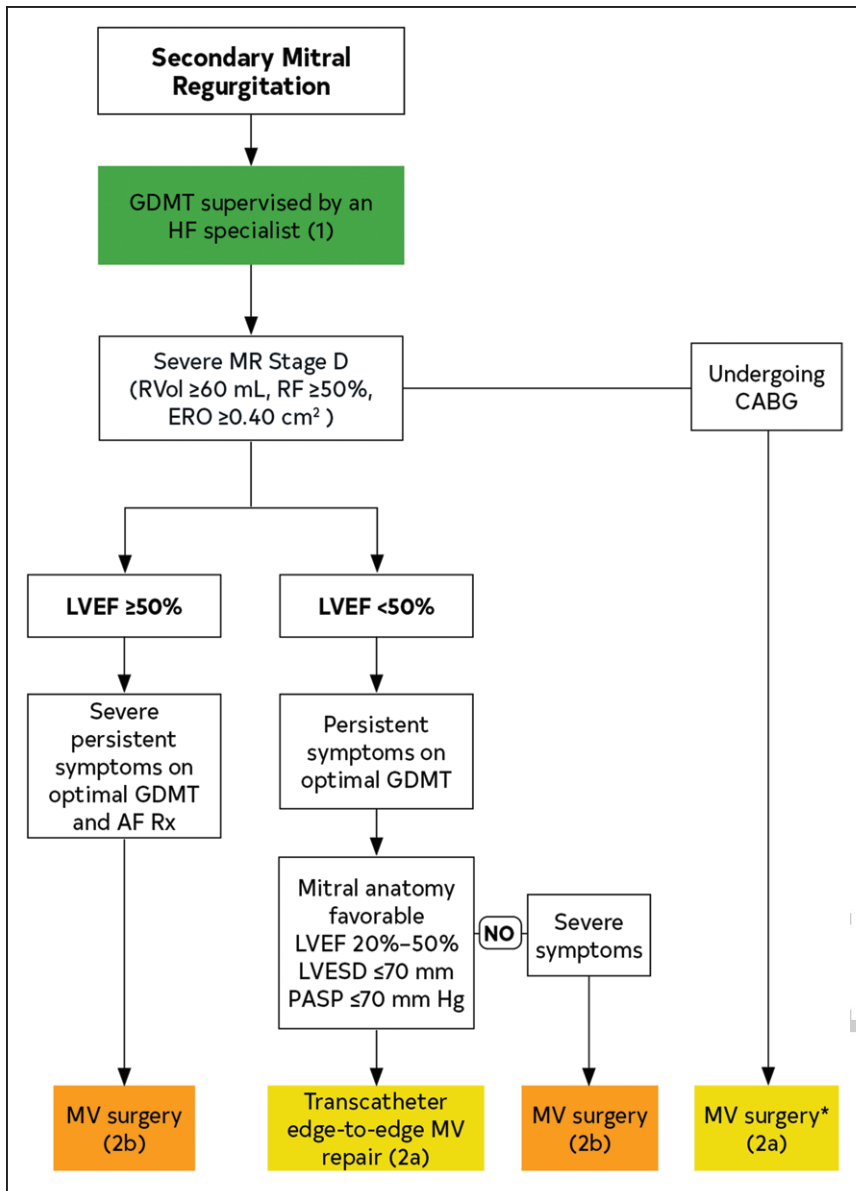 Secondary Mitral
Regurgitation
GDMT supervised by an
HF specialist (1)
Severe MR Stage D
(RVol ≥60 mL, RF ≥50%,
ERO ≥0.40 cm²)
Undergoing
CABG
LVEF ≥50%
LVEF <50%
Severe
persistent
symptoms on
optimal GDMT
and AF Rx
Persistent
symptoms on
optimal GDMT
Mitral anatomy
favorable
LVEF 20%–50%
LVESD ≤70 mm
PASP ≤70 mm Hg
NO
Severe
symptoms
MV surgery
(2b)
Transcatheter
edge-to-edge MV
repair (2a)
MV surgery
(2b)
MV surgery*
(2a)